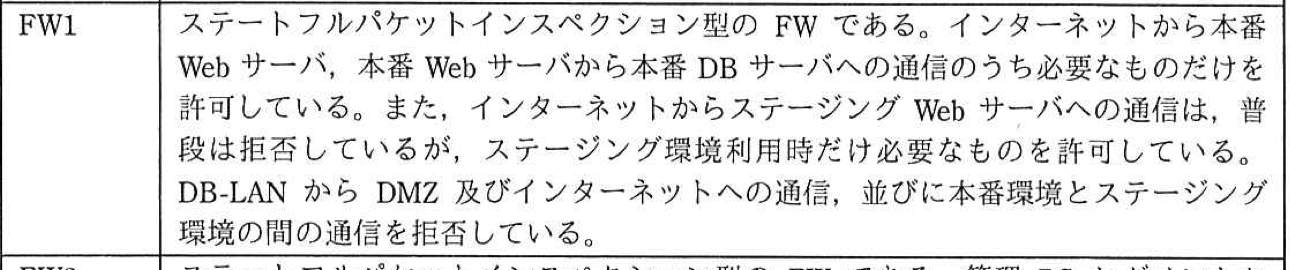 FW1
ステートフルパケットインスペクション型の FW である。インターネットから本番
Web サーバ，本番 Web サーバから本番 DB サーバへの通信のうち必要なものだけを
許可している。また，インターネットからステージング Web サーバへの通信は，普
段は拒否しているが，ステージング環境利用時だけ必要なものを許可している。
DB-LAN から DMZ 及びインターネットへの通信，並びに本番環境とステージング
環境の間の通信を拒否している。